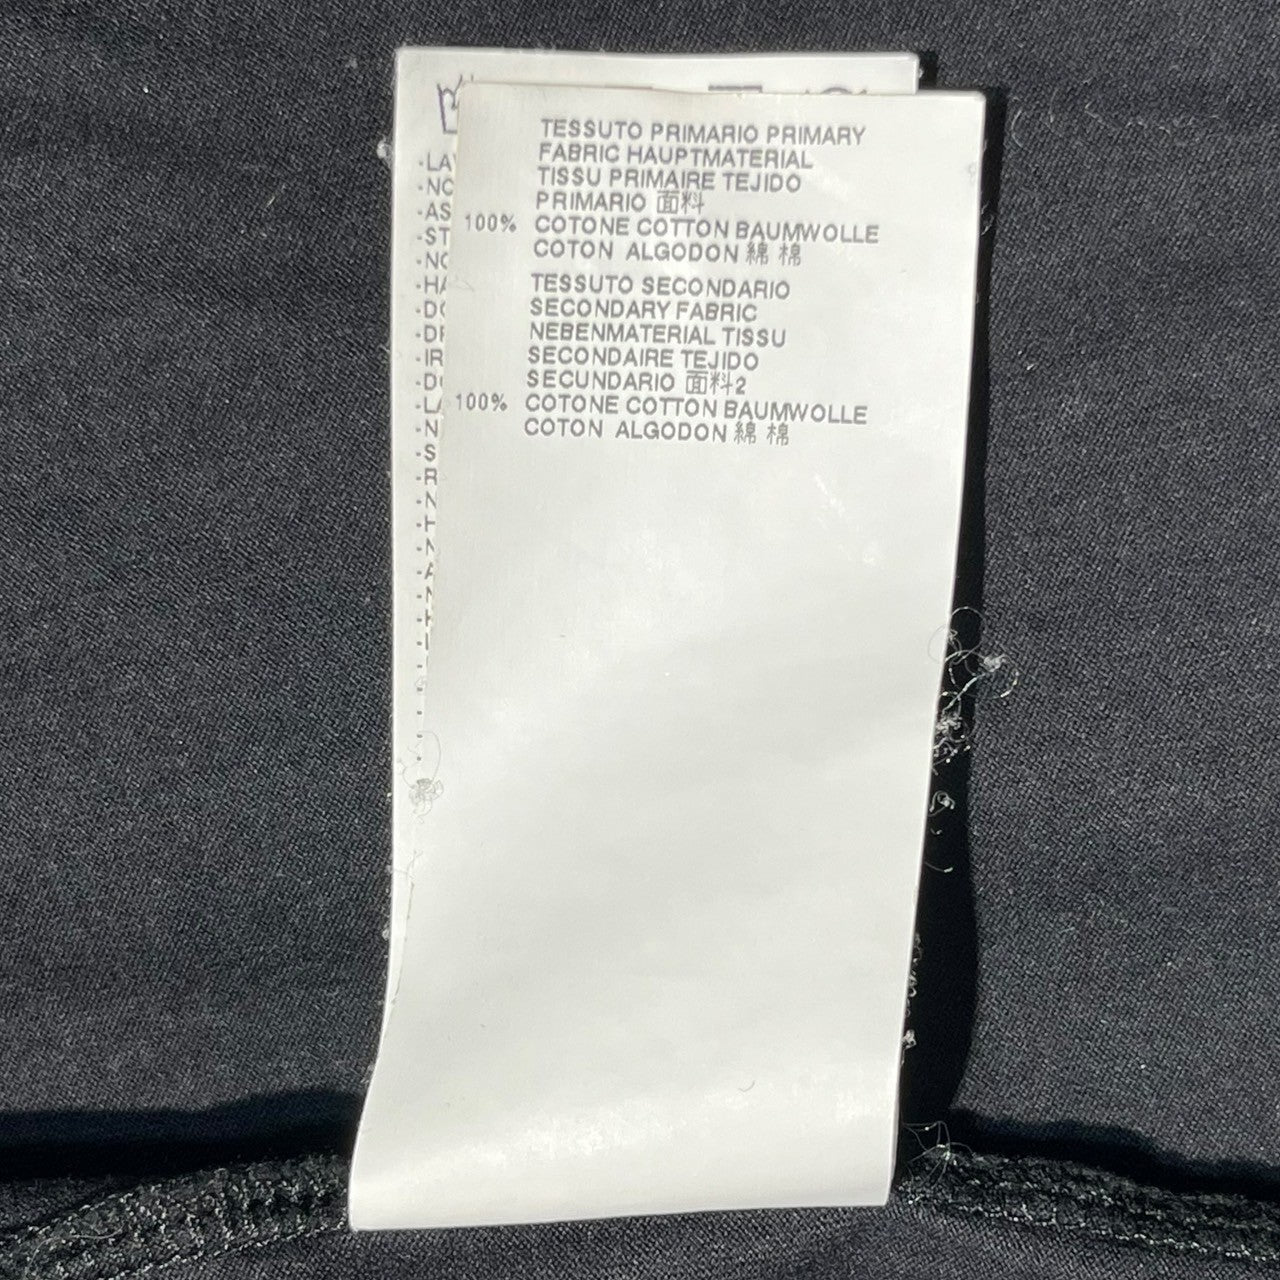 TESSUTO PRIMARIO PRIMARY
FABRIC HAUPTMATERIAL
TISSU PRIMAIRE TEJIDO
PRIMARIO 面料
100% COTONE COTTON BAUMWOLLE
COTON ALGODON 綿 棉
TESSUTO SECONDARIO
SECONDARY FABRIC
NEBENMATERIAL TISSU
SECONDAIRE TEJIDO
SECUNDARIO 面料2
100% COTONE COTTON BAUMWOLLE
COTON ALGODON 綿 棉